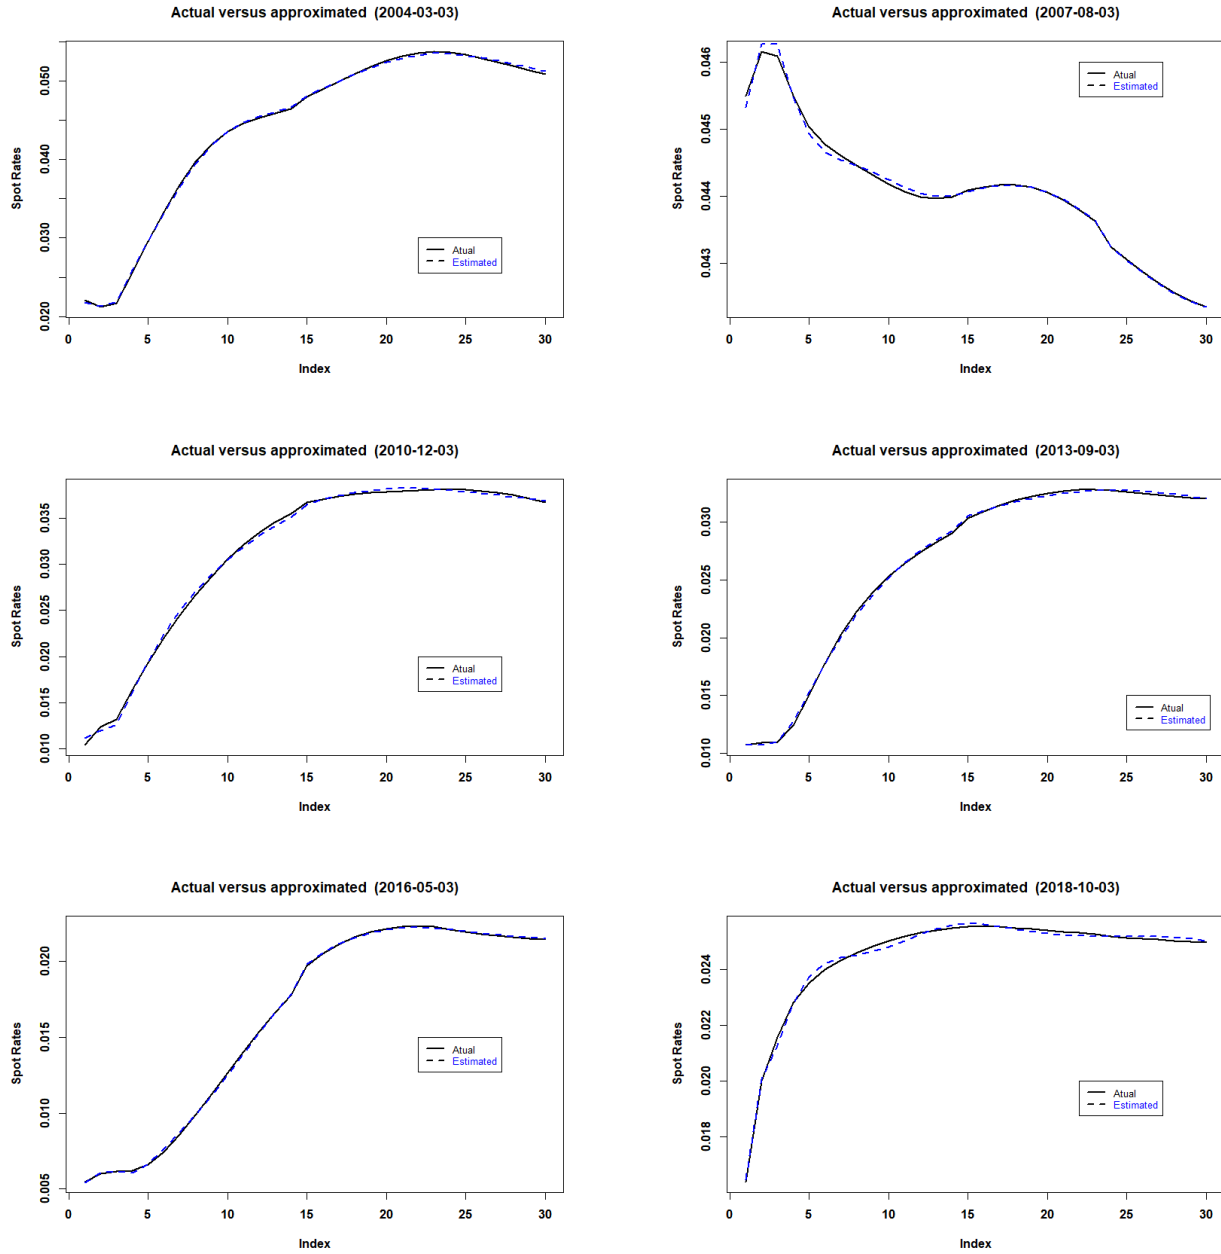 Actual versus approximated (2004-03-03)
Spot Rates
0.050
0.040
0.030
0.020
Atual
Estimated
0 5 10 15 20 25 30
Index
Actual versus approximated (2007-08-03)
Spot Rates
0.046
0.045
0.044
0.043
Atual
Estimated
0 5 10 15 20 25 30
Index
Actual versus approximated (2010-12-03)
Spot Rates
0.035
0.030
0.025
0.020
0.015
0.010
Atual
Estimated
0 5 10 15 20 25 30
Index
Actual versus approximated (2013-09-03)
Spot Rates
0.030
0.025
0.020
0.015
0.010
Atual
Estimated
0 5 10 15 20 25 30
Index
Actual versus approximated (2016-05-03)
Spot Rates
0.020
0.015
0.010
0.005
Atual
Estimated
0 5 10 15 20 25 30
Index
Actual versus approximated (2018-10-03)
Spot Rates
0.024
0.022
0.020
0.018
Atual
Estimated
0 5 10 15 20 25 30
Index